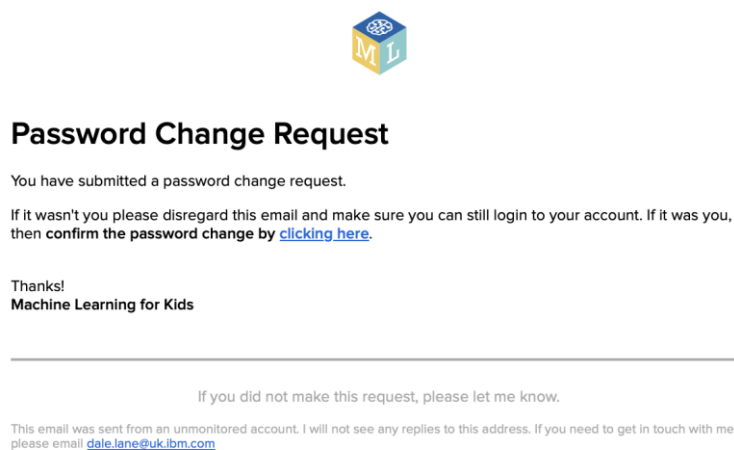 M L
Password Change Request
You have submitted a password change request.
If it wasn't you please disregard this email and make sure you can still login to your account. If it was you,
then confirm the password change by clicking here.
Thanks!
Machine Learning for Kids
If you did not make this request, please let me know.
This email was sent from an unmonitored account. I will not see any replies to this address. If you need to get in touch with me
please email dale.lane@uk.ibm.com